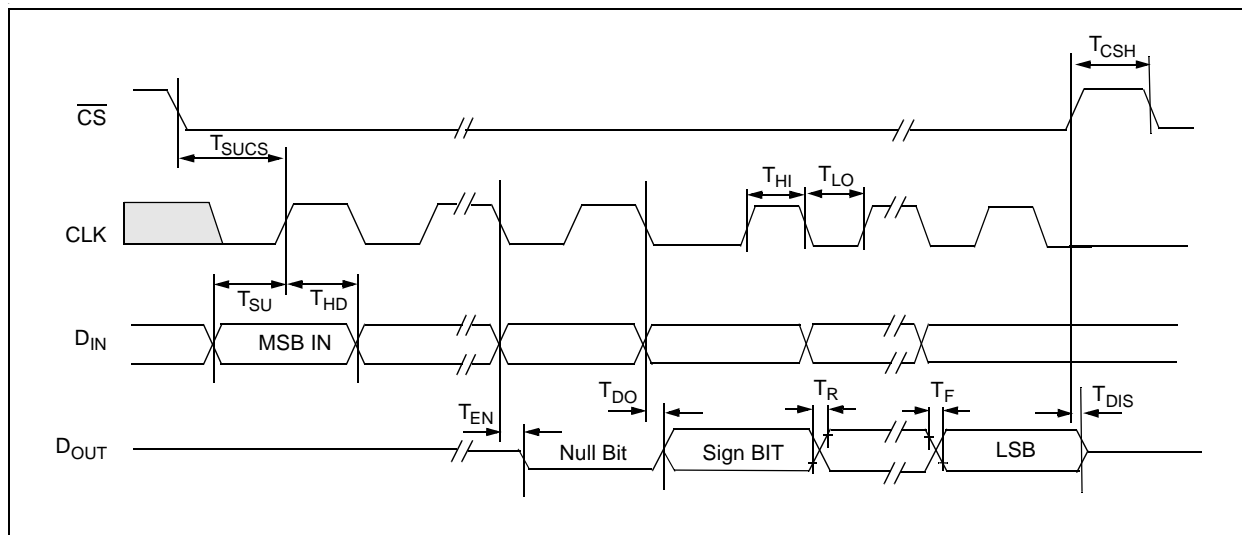 T_CSH
C̅S̅
T_SUCS
T_HI T_LO
CLK
T_SU T_HD
D_IN MSB IN
T_DO T_R T_F T_DIS
T_EN
D_OUT Null Bit Sign BIT LSB